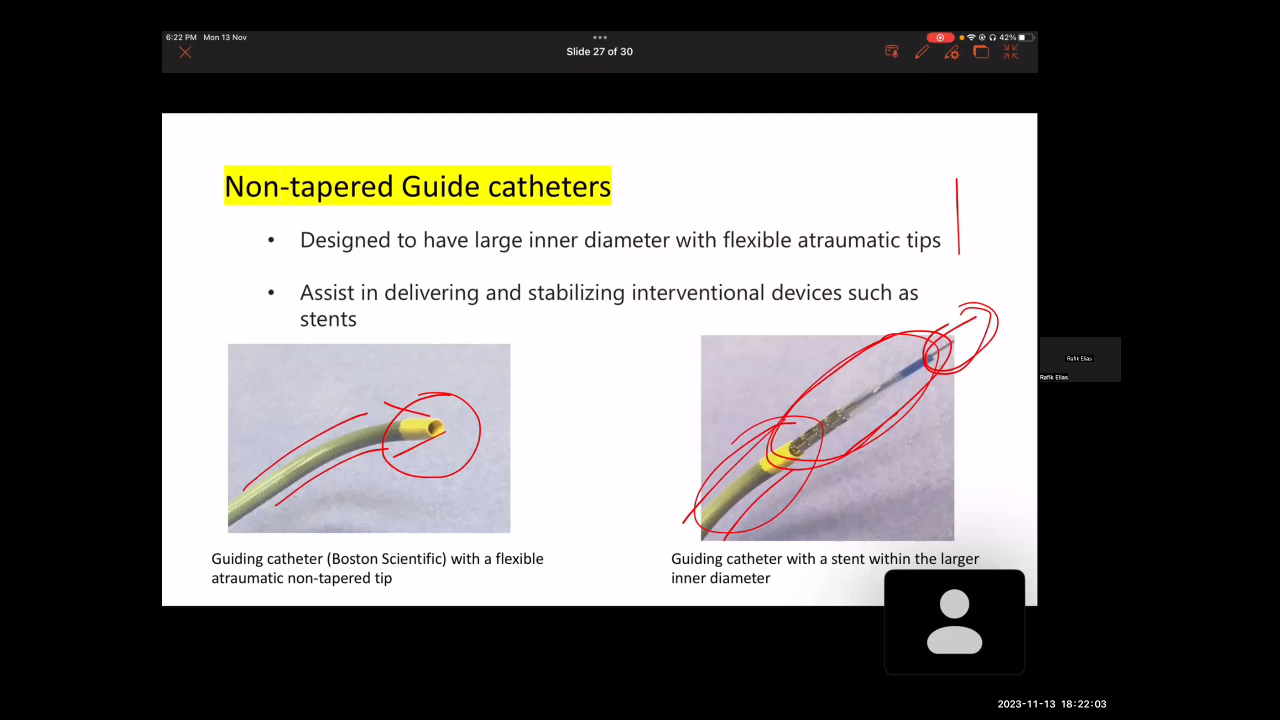 6:22 PM Mon 13 Nov
42%
Slide 27 of 30
Non-tapered Guide catheters
• Designed to have large inner diameter with flexible atraumatic tips
• Assist in delivering and stabilizing interventional devices such as
stents
Rafik Elias
Rafik Elias
Guiding catheter (Boston Scientific) with a flexible
atraumatic non-tapered tip
Guiding catheter with a stent within the larger
inner diameter
2023-11-13 18:22:03